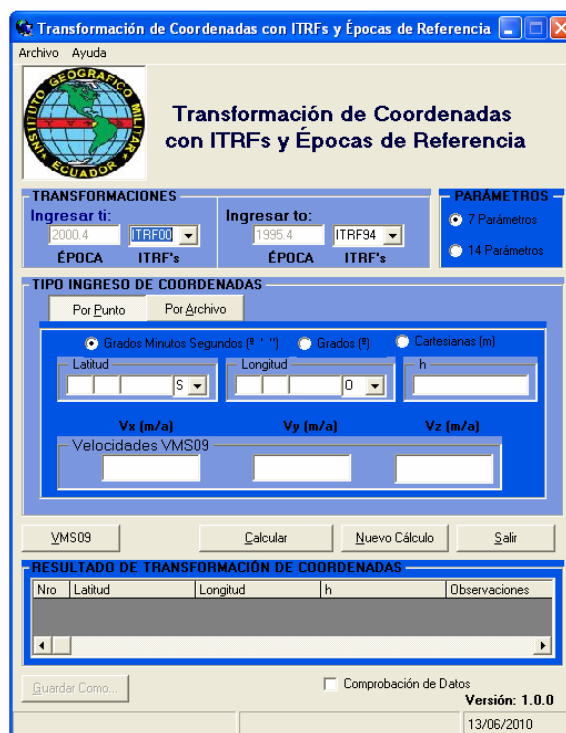 Transformación de Coordenadas con ITRFs y Épocas de Referencia
Archivo Ayuda
INSTITUTO GEOGRAFICO MILITAR
ECUADOR
Transformación de Coordenadas
con ITRFs y Épocas de Referencia
TRANSFORMACIONES
PARÁMETROS
Ingresar ti:
Ingresar to:
2000.4 ITRF00 1995.4 ITRF94
7 Parámetros
ÉPOCA ITRF's ÉPOCA ITRF's
14 Parámetros
TIPO INGRESO DE COORDENADAS
Por Punto Por Archivo
Grados Minutos Segundos (º ' '') Grados (º) Cartesianas (m)
Latitud Longitud h
S O
Vx (m/a) Vy (m/a) Vz (m/a)
Velocidades VMS09
VMS09 Calcular Nuevo Cálculo Salir
RESULTADO DE TRANSFORMACIÓN DE COORDENADAS
Nro Latitud Longitud h Observaciones
Guardar Como... Comprobación de Datos
Versión: 1.0.0
13/06/2010